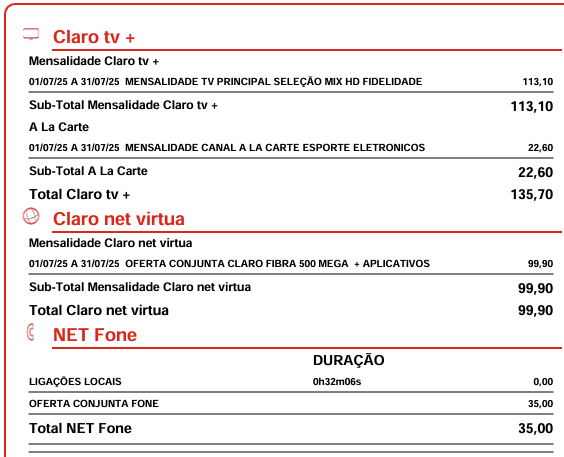 Claro tv +
Mensalidade Claro tv +
01/07/25 A 31/07/25 MENSALIDADE TV PRINCIPAL SELEÇÃO MIX HD FIDELIDADE 113,10
Sub-Total Mensalidade Claro tv + 113,10
A La Carte
01/07/25 A 31/07/25 MENSALIDADE CANAL A LA CARTE ESPORTE ELETRONICOS 22,60
Sub-Total A La Carte 22,60
Total Claro tv + 135,70
Claro net virtua
Mensalidade Claro net virtua
01/07/25 A 31/07/25 OFERTA CONJUNTA CLARO FIBRA 500 MEGA + APLICATIVOS 99,90
Sub-Total Mensalidade Claro net virtua 99,90
Total Claro net virtua 99,90
NET Fone
DURAÇÃO
LIGAÇÕES LOCAIS 0h32m06s 0,00
OFERTA CONJUNTA FONE 35,00
Total NET Fone 35,00